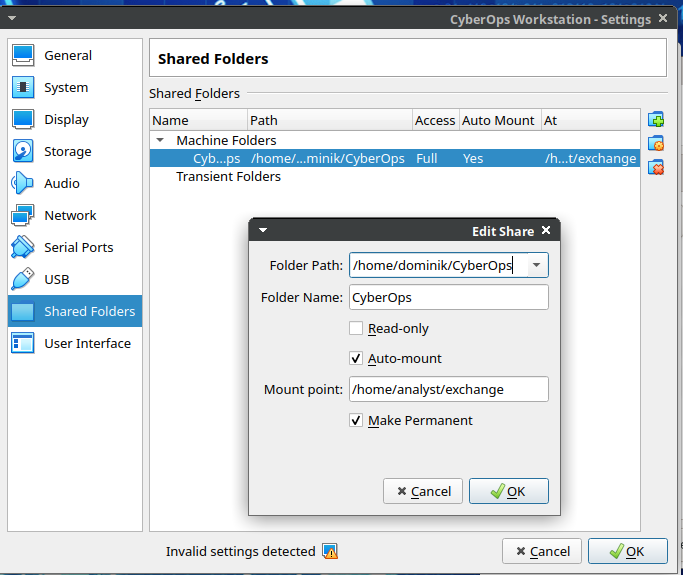 CyberOps Workstation - Settings
General
System
Display
Storage
Audio
Network
Serial Ports
USB
Shared Folders
User Interface
Shared Folders
Shared Folders
Name Path Access Auto Mount At
Machine Folders
Cyb...ps /home/...minik/CyberOps Full Yes /h...t/exchange
Transient Folders
Edit Share
Folder Path: /home/dominik/CyberOps
Folder Name: CyberOps
Read-only
Auto-mount
Mount point: /home/analyst/exchange
Make Permanent
Cancel OK
Invalid settings detected Cancel OK